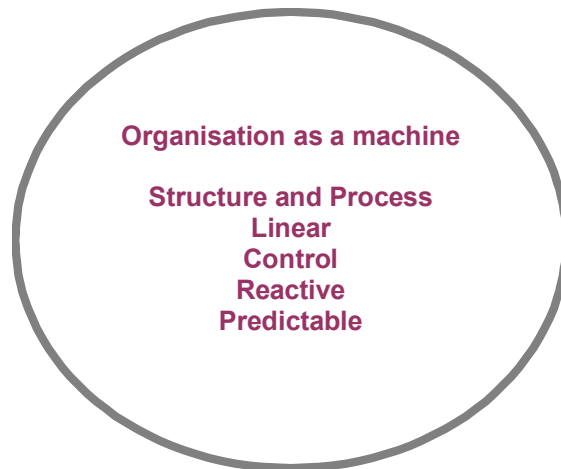 Organisation as a machine
Structure and Process
Linear
Control
Reactive
Predictable